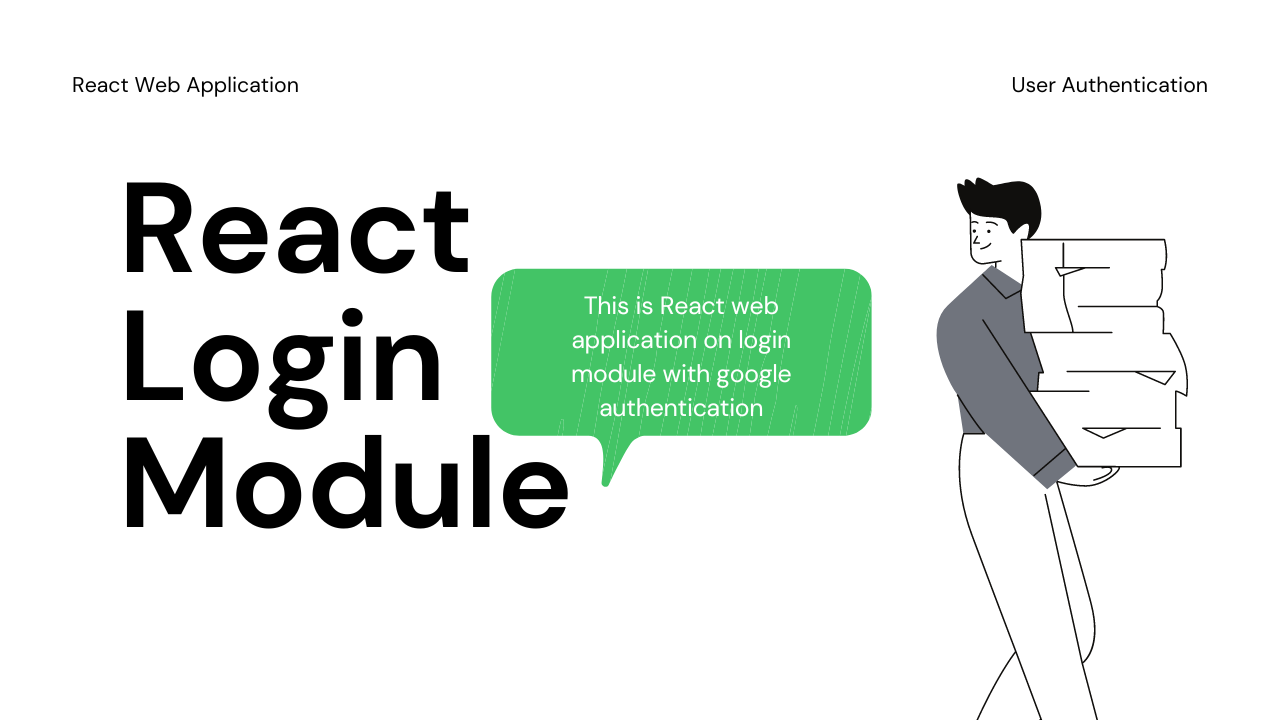 React Web Application
User Authentication
React
Login
Module
This is React web
application on login
module with google
authentication